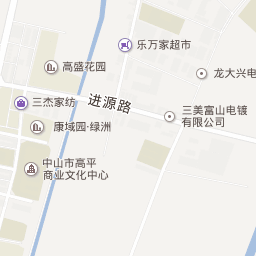 乐万家超市
高盛花园
龙大兴电
三杰家纺
进源路
三美富山电镀
有限公司
康域园·绿洲
中山市高平
商业文化中心